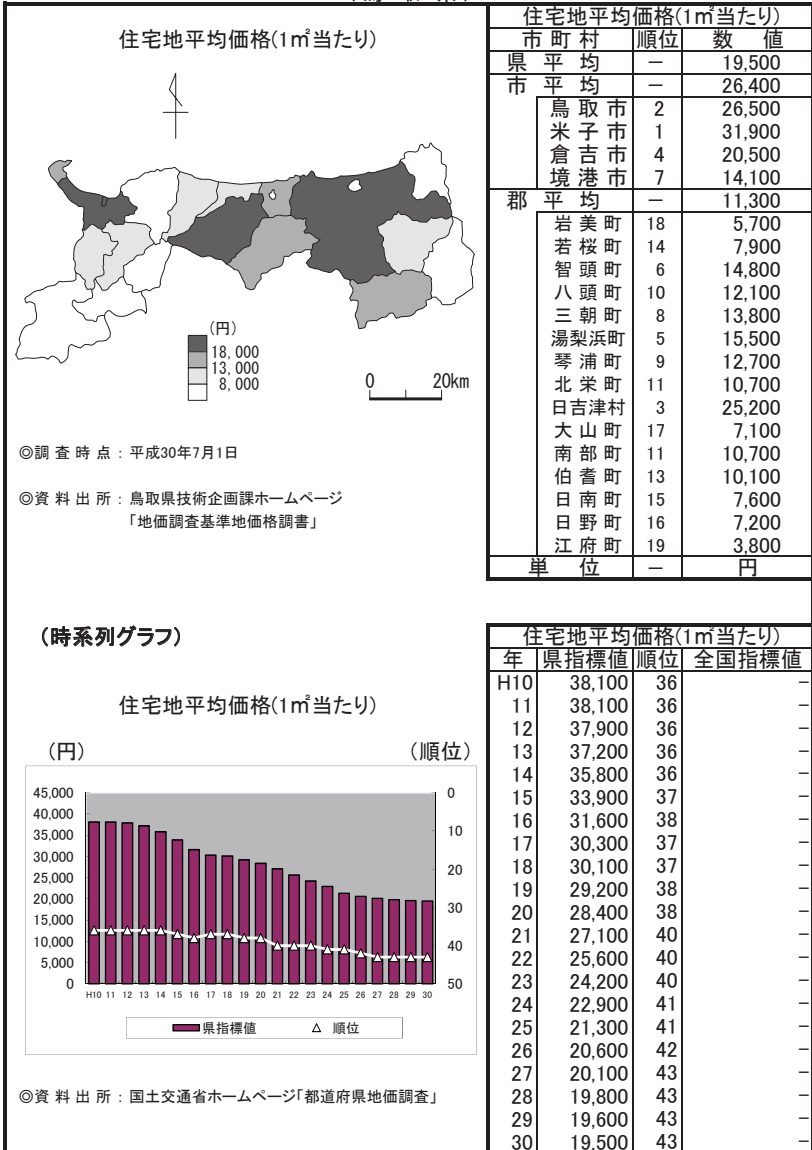 住宅地平均価格(1㎡当たり)
(円)
18,000
13,000
8,000
0 20km
◎調査時点：平成30年7月1日
◎資料出所：鳥取県技術企画課ホームページ
「地価調査基準地価格調書」
住宅地平均価格(1㎡当たり)
市町村 順位 数値
県平均 － 19,500
市平均 － 26,400
鳥取市 2 26,500
米子市 1 31,900
倉吉市 4 20,500
境港市 7 14,100
郡平均 － 11,300
岩美町 18 5,700
若桜町 14 7,900
智頭町 6 14,800
八頭町 10 12,100
三朝町 8 13,800
湯梨浜町 5 15,500
琴浦町 9 12,700
北栄町 11 10,700
日吉津村 3 25,200
大山町 17 7,100
南部町 11 10,700
伯耆町 13 10,100
日南町 15 7,600
日野町 16 7,200
江府町 19 3,800
単位 － 円
(時系列グラフ)
住宅地平均価格(1㎡当たり)
(円) (順位)
45,000 0
40,000
35,000 10
30,000
25,000 20
20,000 30
15,000
10,000 40
5,000
0 50
H10 11 12 13 14 15 16 17 18 19 20 21 22 23 24 25 26 27 28 29 30
県指標値 △ 順位
◎資料出所：国土交通省ホームページ「都道府県地価調査」
住宅地平均価格(1㎡当たり)
年 県指標値 順位 全国指標値
H10 38,100 36 －
11 38,100 36 －
12 37,900 36 －
13 37,200 36 －
14 35,800 36 －
15 33,900 37 －
16 31,600 38 －
17 30,300 37 －
18 30,100 37 －
19 29,200 38 －
20 28,400 38 －
21 27,100 40 －
22 25,600 40 －
23 24,200 40 －
24 22,900 41 －
25 21,300 41 －
26 20,600 42 －
27 20,100 43 －
28 19,800 43 －
29 19,600 43 －
30 19,500 43 －